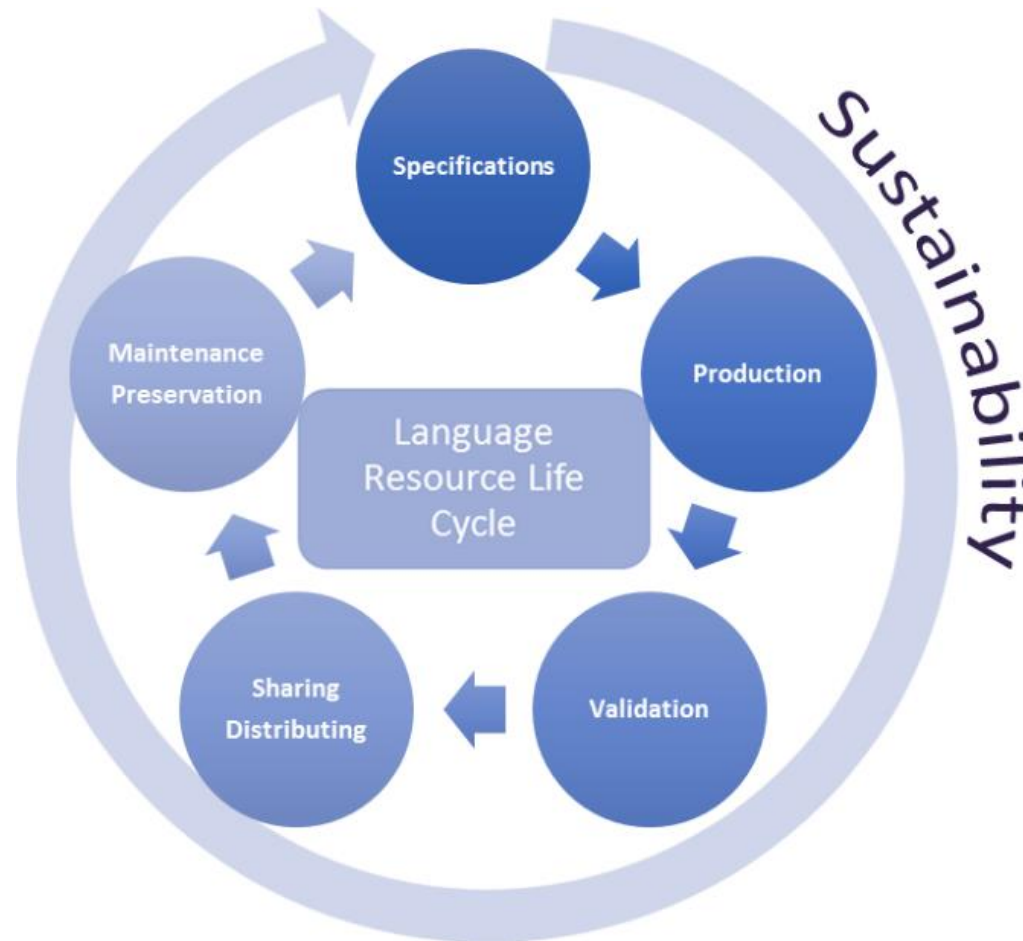 Specifications
Sustainability
Production
Maintenance
Preservation
Language
Resource Life
Cycle
Validation
Sharing
Distributing